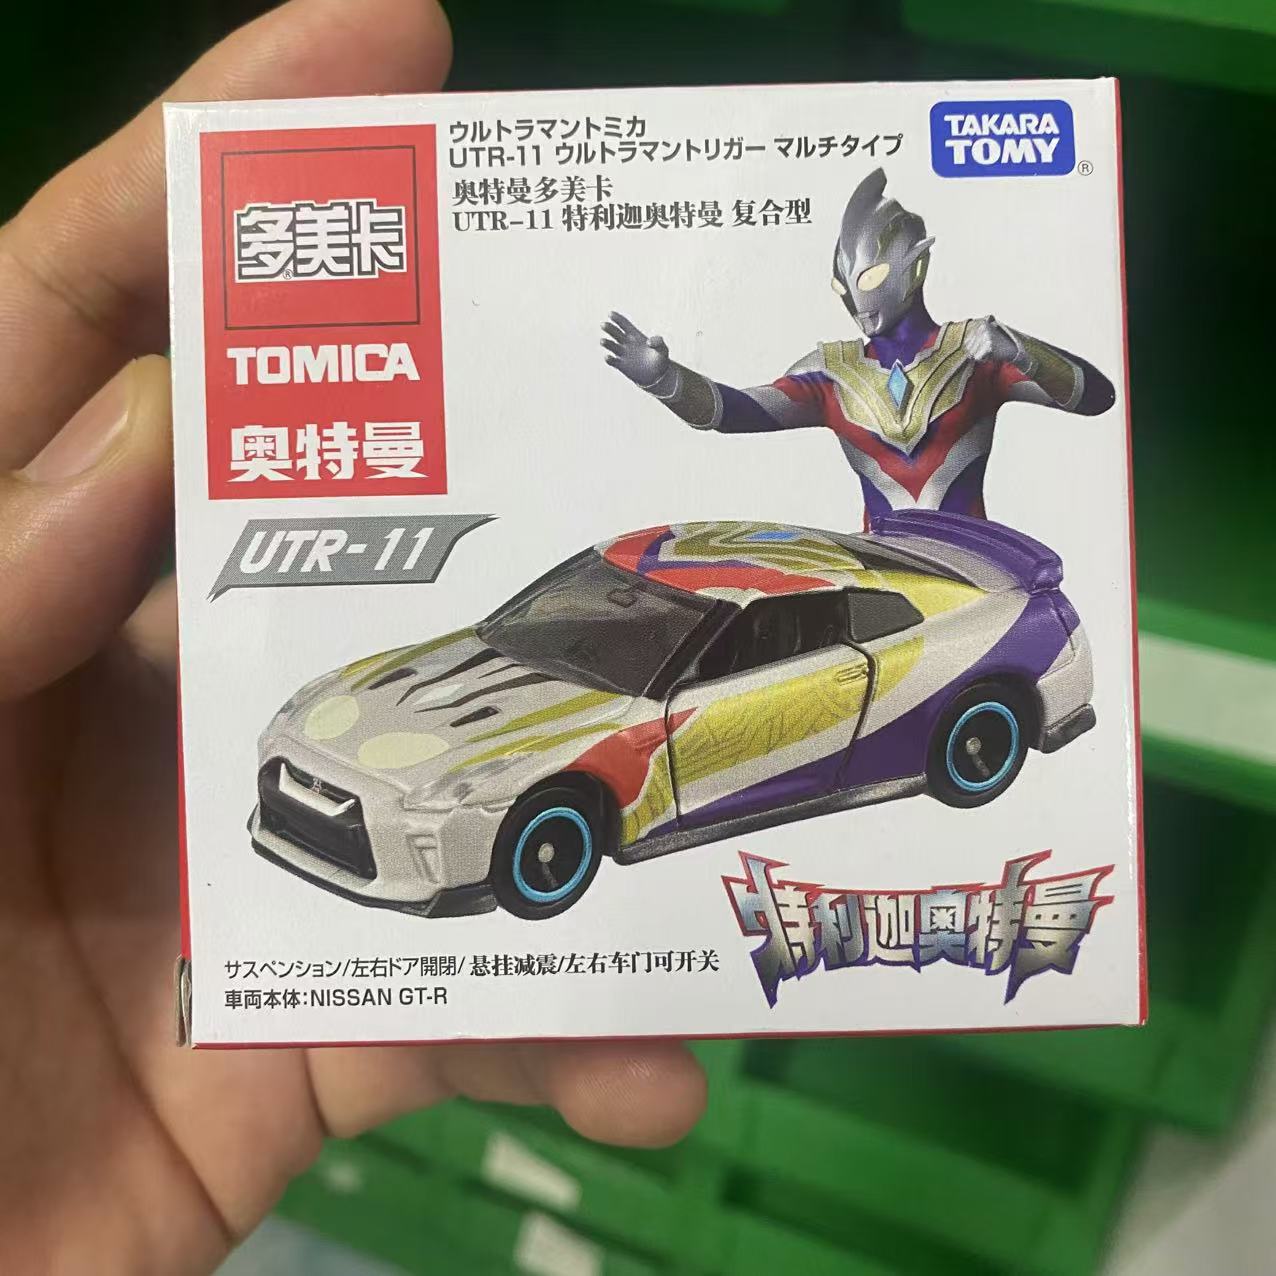 ウルトラマントミカ
UTR-11 ウルトラマントリガー マルチタイプ
奥特曼多美卡
UTR-11 特利迦奥特曼 复合型
TAKARA
TOMY
®
多美卡
®
TOMICA
奥特曼
UTR-11
特利迦奥特曼
サスペンション/左右ドア開閉/悬挂减震/左右车门可开关
車両本体:NISSAN GT-R